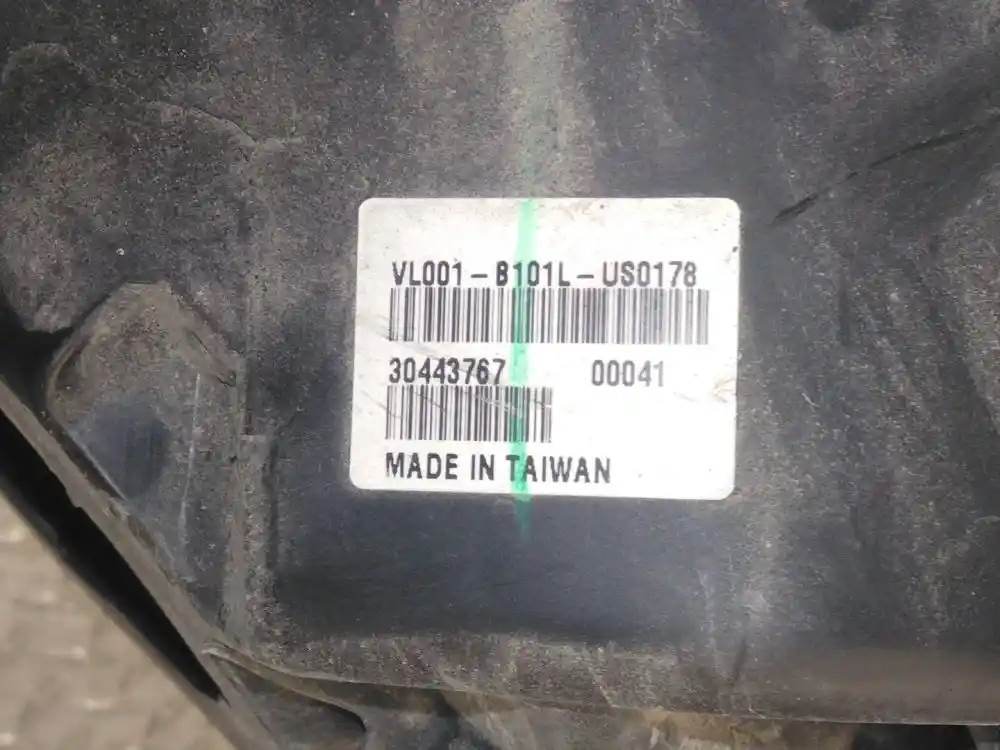 VL001-B101L-US0178
30443767 00041
MADE IN TAIWAN